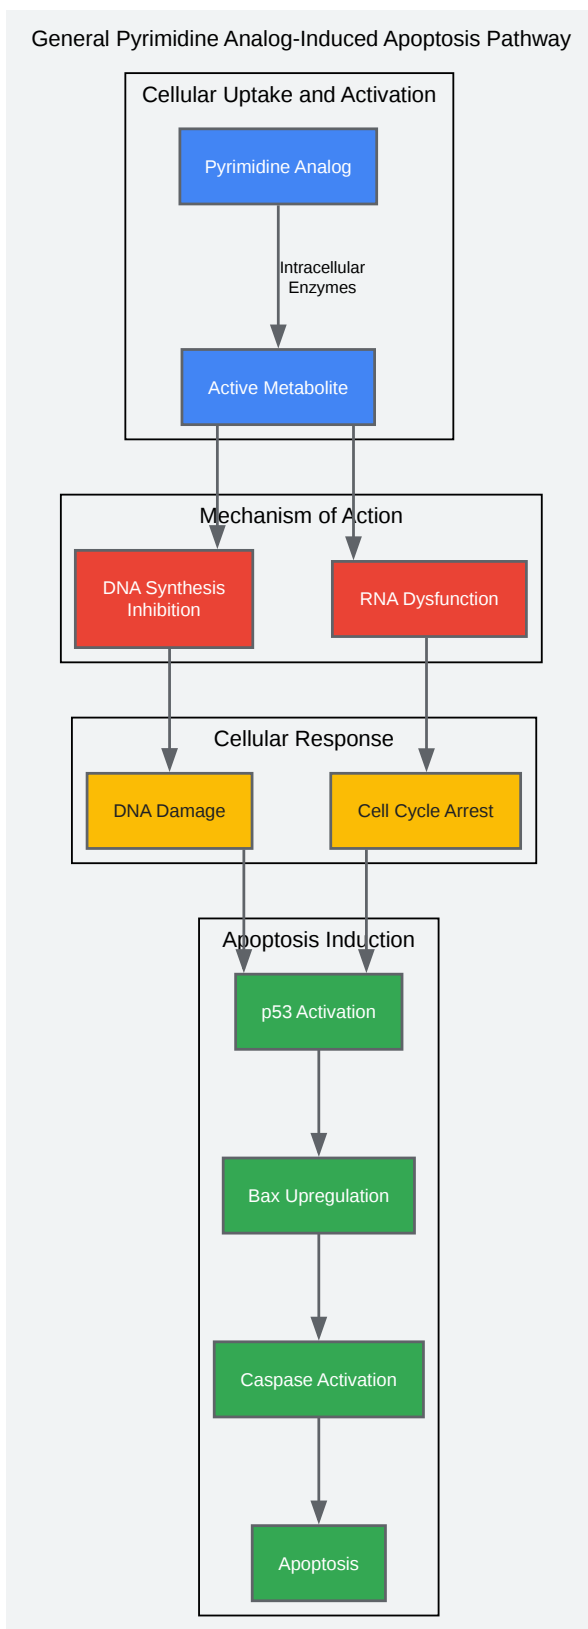 General Pyrimidine Analog-Induced Apoptosis Pathway
Cellular Uptake and Activation
Pyrimidine Analog
Intracellular
Enzymes
Active Metabolite
Mechanism of Action
DNA Synthesis
Inhibition
RNA Dysfunction
Cellular Response
DNA Damage
Cell Cycle Arrest
Apoptosis Induction
p53 Activation
Bax Upregulation
Caspase Activation
Apoptosis